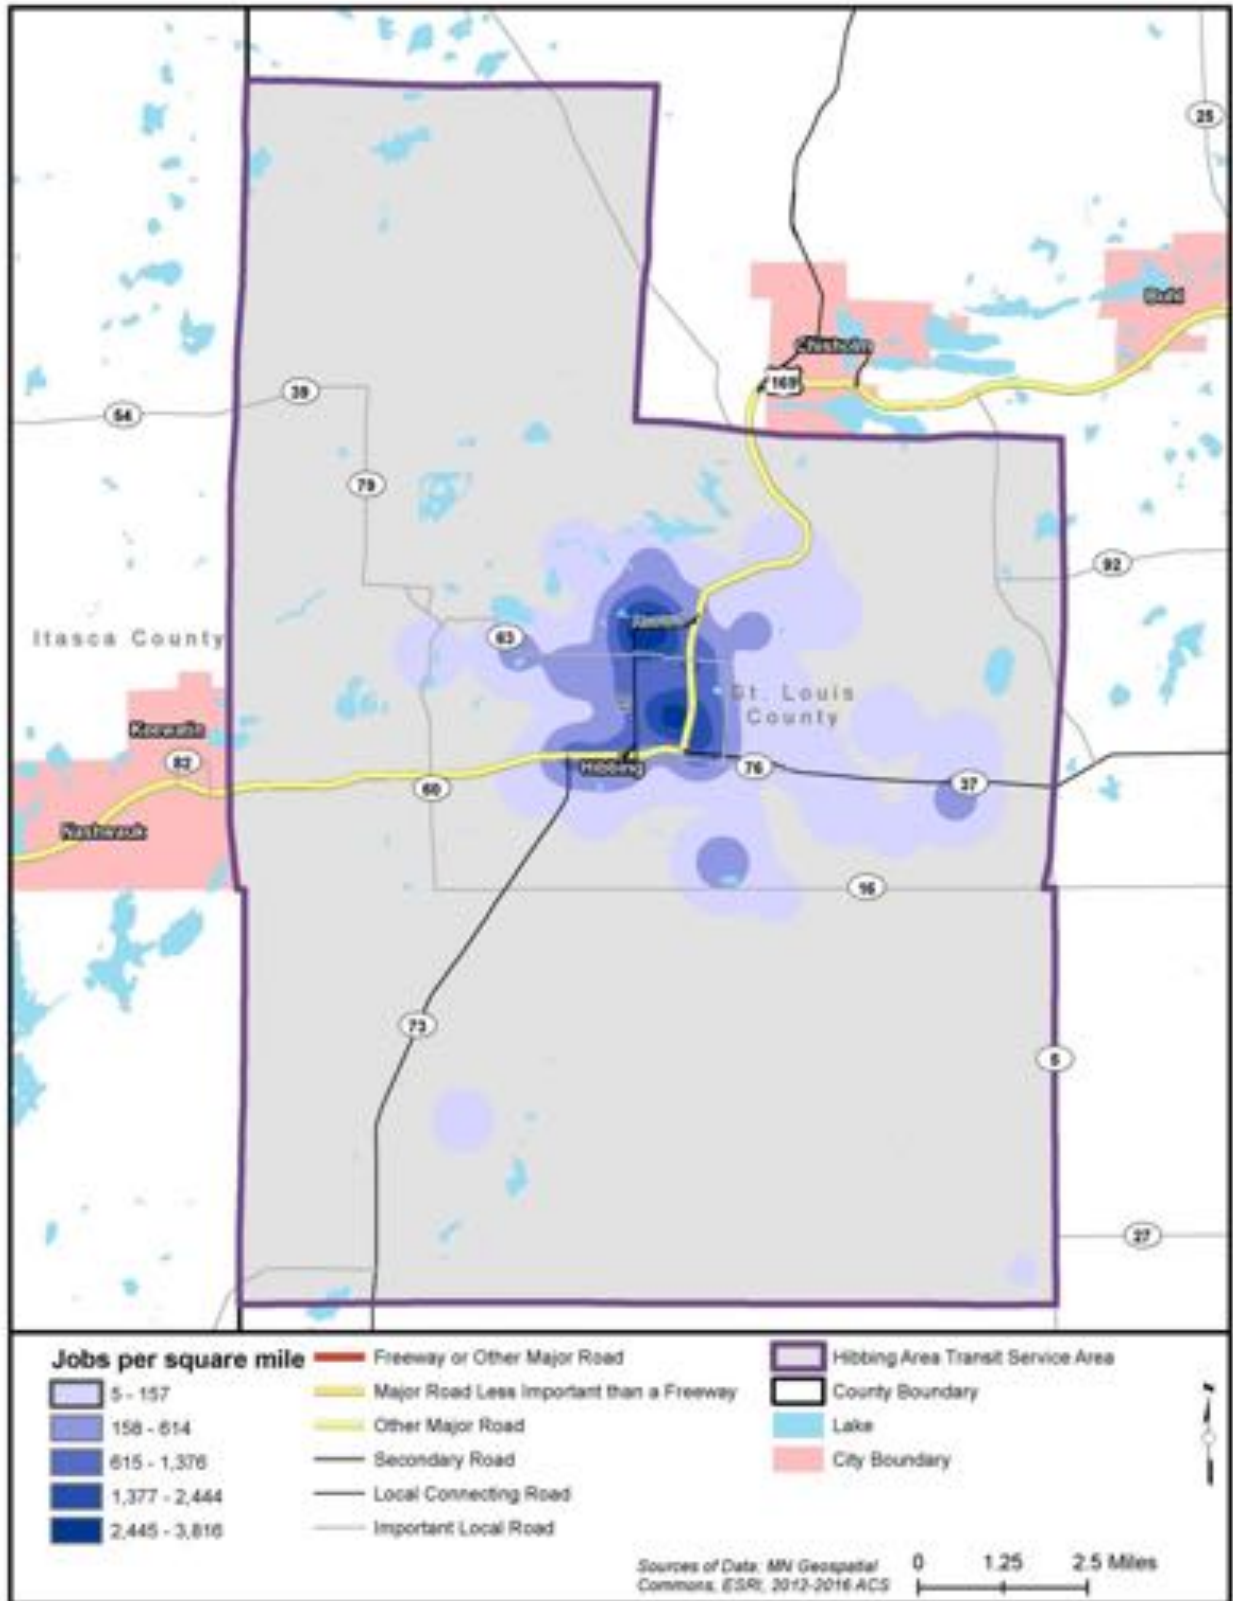 25
Buhl
Chisholm
169
39
54
79
92
Itasca County
63
St. Louis
County
Keewatin
82
Hibbing
76
37
60
Nashwauk
16
73
5
27
Jobs per square mile
5 - 157
158 - 614
615 - 1,376
1,377 - 2,444
2,445 - 3,816
Freeway or Other Major Road
Major Road Less Important than a Freeway
Other Major Road
Secondary Road
Local Connecting Road
Important Local Road
Hibbing Area Transit Service Area
County Boundary
Lake
City Boundary
Sources of Data: MN Geospatial
Commons, ESRI, 2012-2016 ACS
0 1.25 2.5 Miles